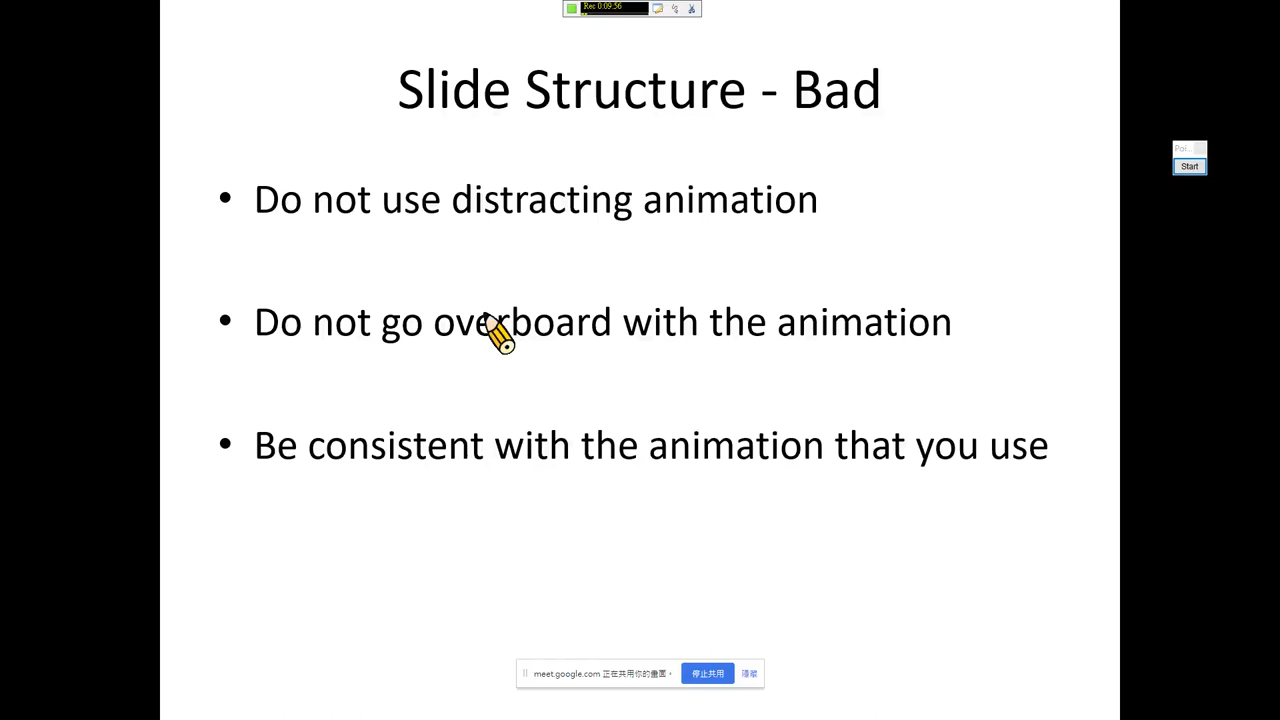 Rec 0:09:56
Slide Structure - Bad
Poi...
Start
• Do not use distracting animation
• Do not go overboard with the animation
• Be consistent with the animation that you use
meet.google.com 正在共用你的畫面。 停止共用 隱藏